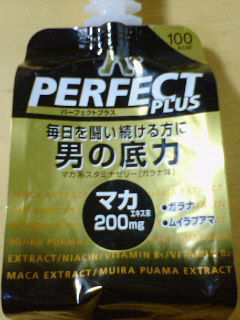 100
PERFECT
PLUS
パーフェクトプラス
毎日を闘い続ける方に
男の底力
マカ系スタミナゼリー[ガラナ味]
マカ
エキス末
200mg
●ガラナ
●ムイラプアマ
MUIRA PUAMA
EXTRACT/NIACIN/VITAMIN B1/VITAMIN B2
MACA EXTRACT/MUIRA PUAMA EXTRACT